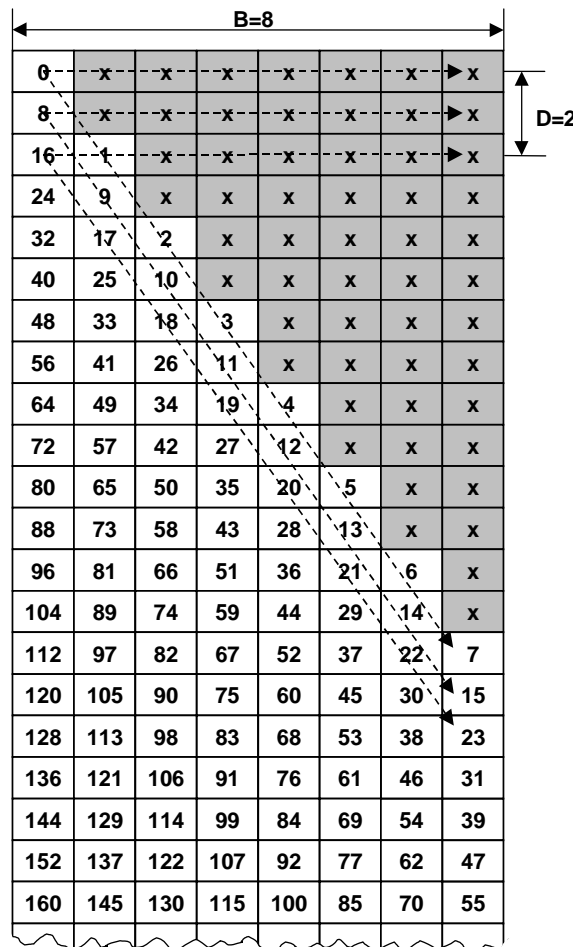 B=8
0 x x x x x x x
8 x x x x x x x
D=2
16 1 x x x x x x
24 9 x x x x x x
32 17 2 x x x x x
40 25 10 x x x x x
48 33 18 3 x x x x
56 41 26 11 x x x x
64 49 34 19 4 x x x
72 57 42 27 12 x x x
80 65 50 35 20 5 x x
88 73 58 43 28 13 x x
96 81 66 51 36 21 6 x
104 89 74 59 44 29 14 x
112 97 82 67 52 37 22 7
120 105 90 75 60 45 30 15
128 113 98 83 68 53 38 23
136 121 106 91 76 61 46 31
144 129 114 99 84 69 54 39
152 137 122 107 92 77 62 47
160 145 130 115 100 85 70 55